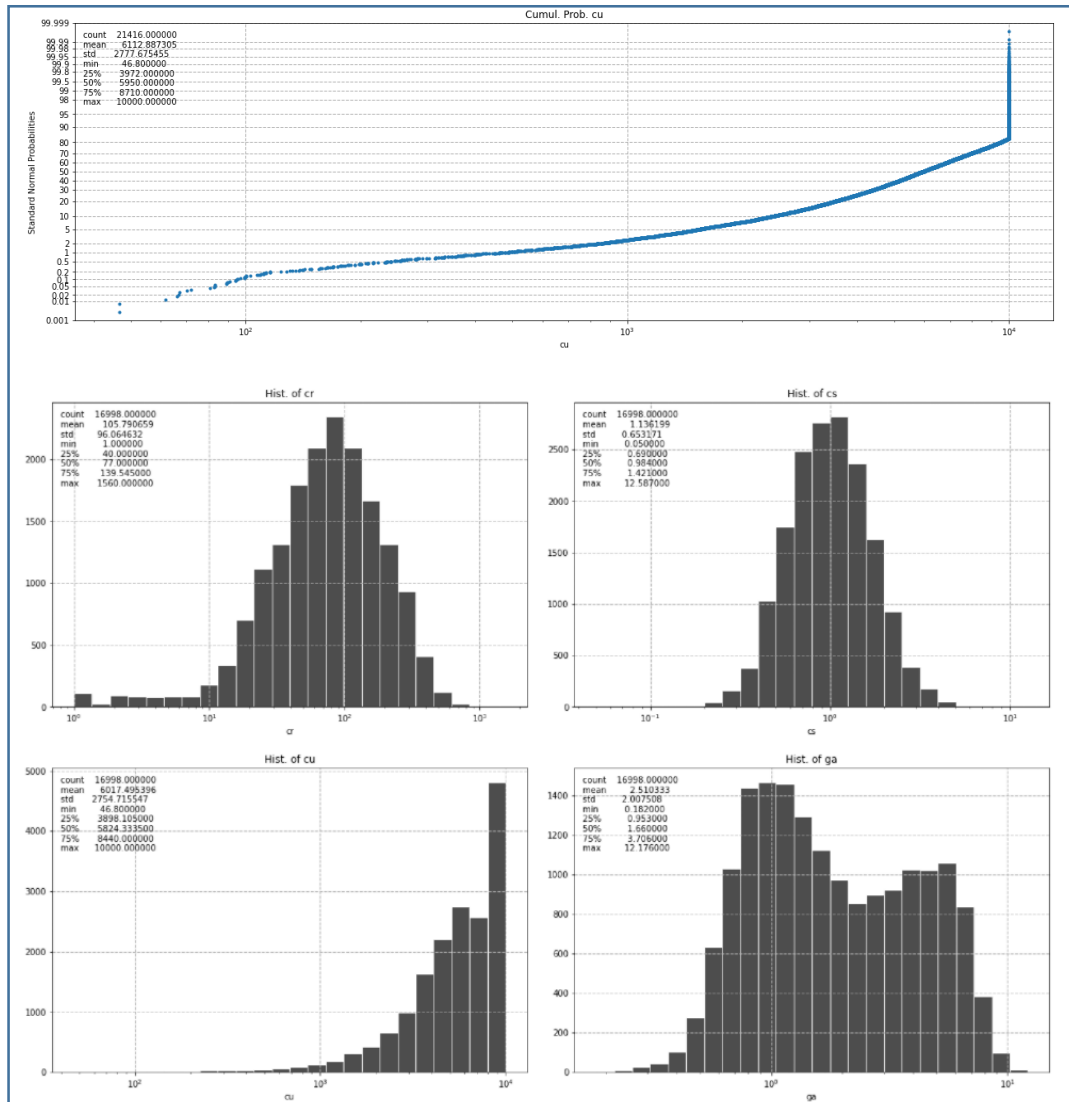 Cumul. Prob. cu
99.999
99.99
99.98
99.95
99.9
99.8
99.5
99
98
95
90
80
70
60
50
40
30
20
10
5
2
1
0.5
0.2
0.1
0.05
0.02
0.01
0.001
Standard Normal Probabilities
count 21416.000000
mean 6112.887305
std 2777.675455
min 46.800000
25% 3972.000000
50% 5950.000000
75% 8710.000000
max 10000.000000
10²
10³
10⁴
cu
Hist. of cr
count 16998.000000
mean 105.790659
std 96.064632
min 1.000000
25% 40.000000
50% 77.000000
75% 139.545000
max 1560.000000
2000
1500
1000
500
0
10⁰
10¹
10²
10³
cr
Hist. of cs
count 16998.000000
mean 1.136199
std 0.653171
min 0.050000
25% 0.690000
50% 0.984000
75% 1.421000
max 12.587000
2500
2000
1500
1000
500
0
10⁻¹
10⁰
10¹
cs
Hist. of cu
count 16998.000000
mean 6017.495396
std 2754.715547
min 46.800000
25% 3898.105000
50% 5824.333500
75% 8440.000000
max 10000.000000
5000
4000
3000
2000
1000
0
10²
10³
10⁴
cu
Hist. of ga
count 16998.000000
mean 2.510333
std 2.007508
min 0.182000
25% 0.953000
50% 1.660000
75% 3.706000
max 12.176000
1400
1200
1000
800
600
400
200
0
10⁰
10¹
ga